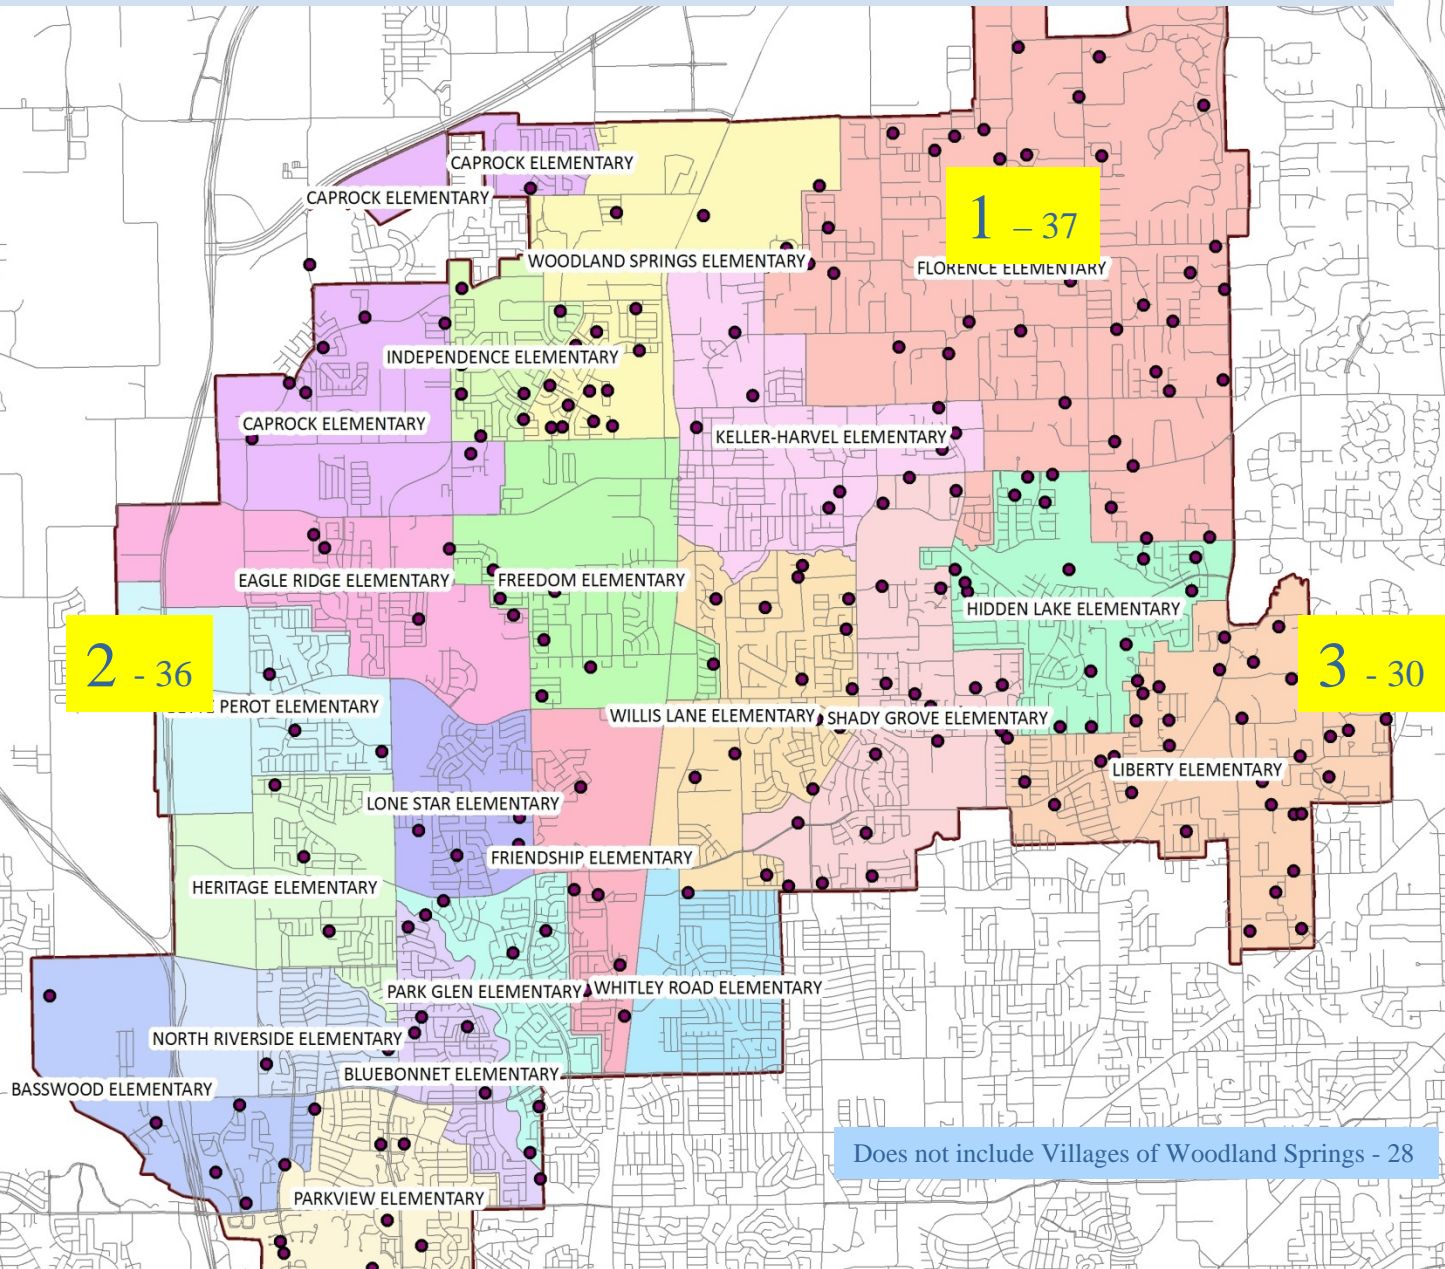 CAPROCK ELEMENTARY
CAPROCK ELEMENTARY
1 – 37
WOODLAND SPRINGS ELEMENTARY
FLORENCE ELEMENTARY
INDEPENDENCE ELEMENTARY
CAPROCK ELEMENTARY
KELLER-HARVEL ELEMENTARY
EAGLE RIDGE ELEMENTARY
FREEDOM ELEMENTARY
HIDDEN LAKE ELEMENTARY
2 - 36
3 - 30
PEROT ELEMENTARY
WILLIS LANE ELEMENTARY
SHADY GROVE ELEMENTARY
LIBERTY ELEMENTARY
LONE STAR ELEMENTARY
FRIENDSHIP ELEMENTARY
HERITAGE ELEMENTARY
PARK GLEN ELEMENTARY
WHITLEY ROAD ELEMENTARY
NORTH RIVERSIDE ELEMENTARY
BLUEBONNET ELEMENTARY
BASSWOOD ELEMENTARY
Does not include Villages of Woodland Springs - 28
PARKVIEW ELEMENTARY